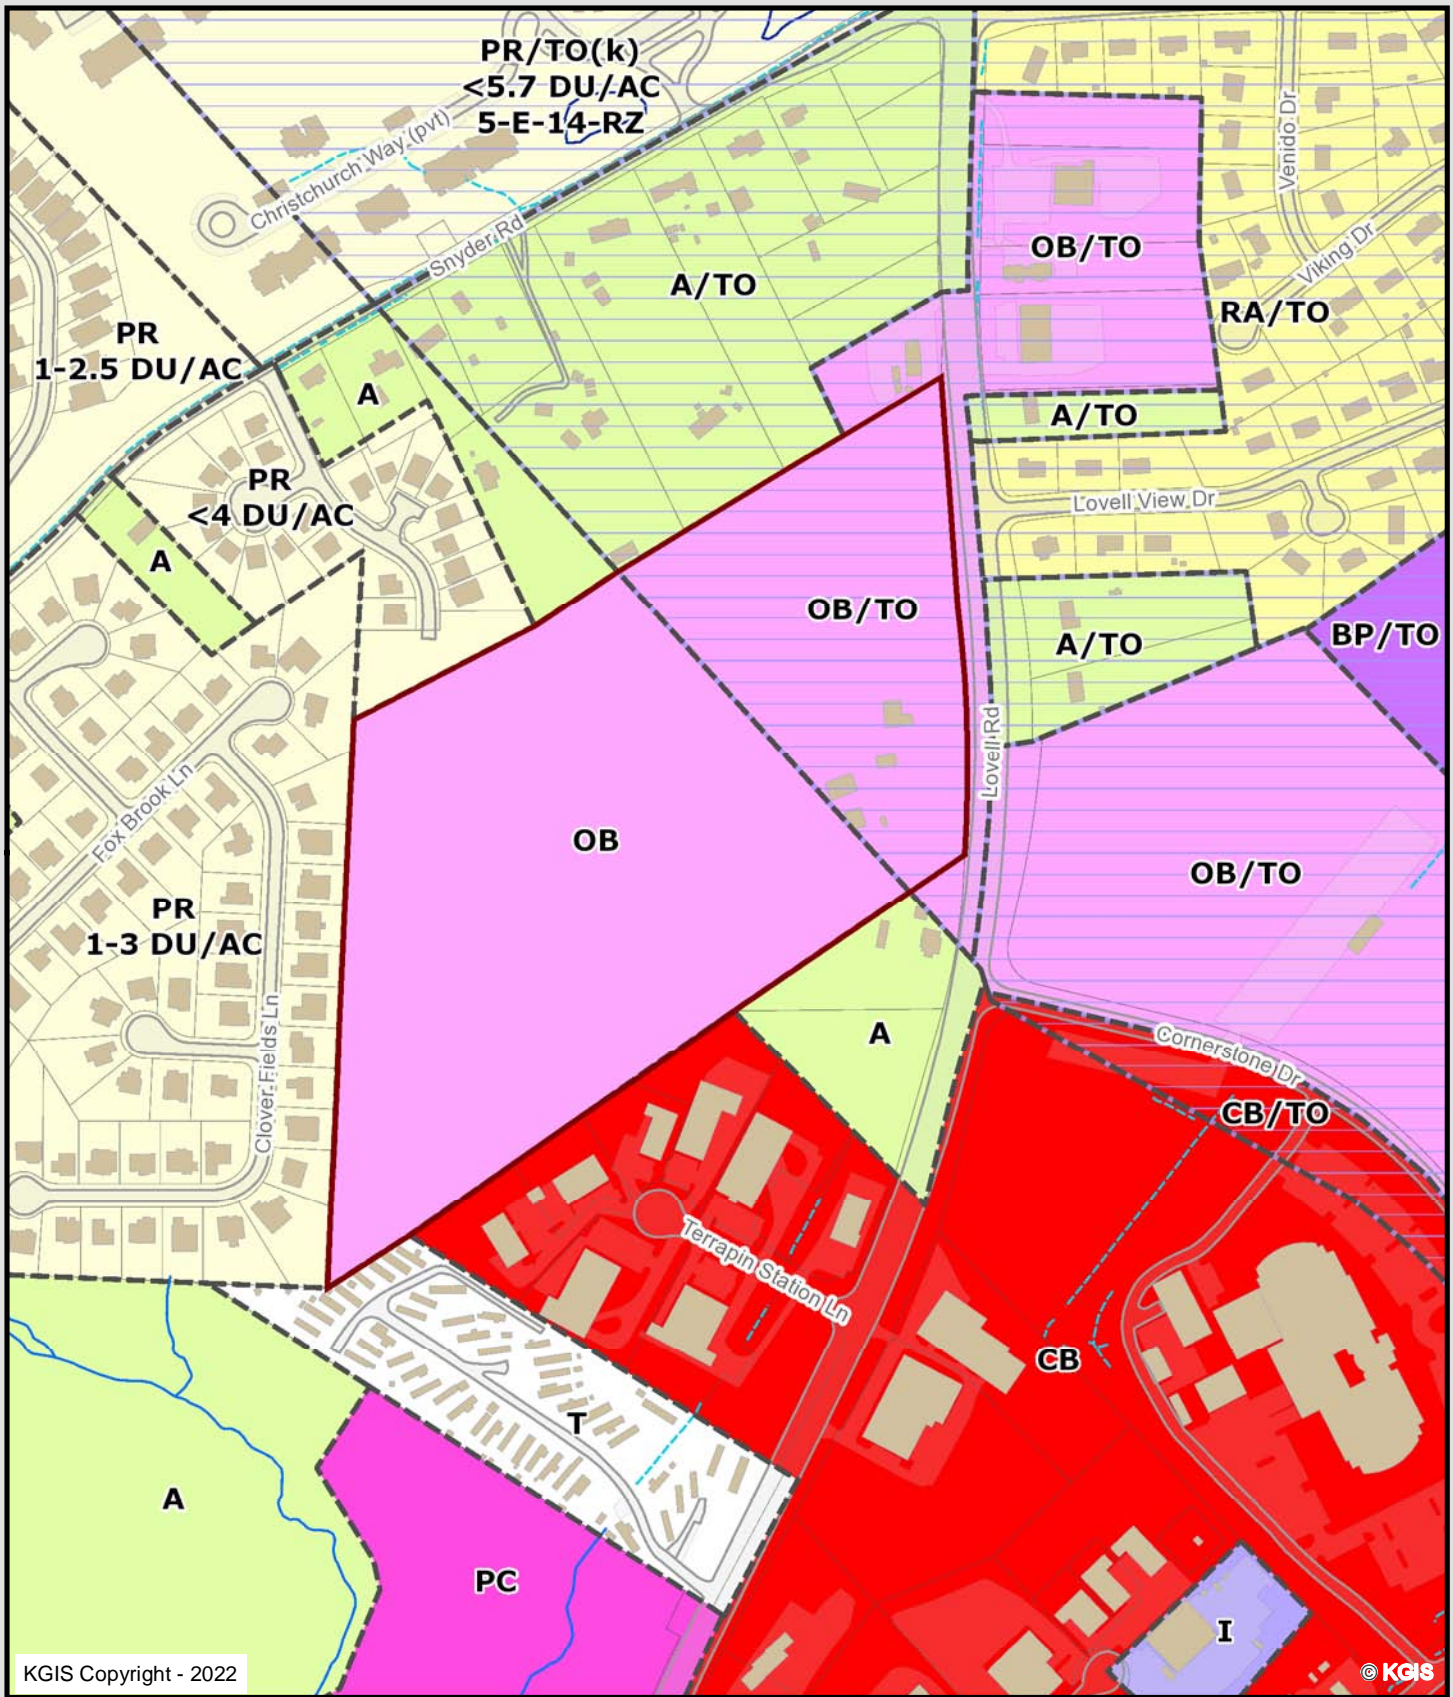 PR/TO(k)
<5.7 DU/AC
5-E-14-RZ
Christchurch Way (pvt)
Snyder Rd
Venido Dr
Viking Dr
OB/TO
A/TO
RA/TO
PR
1-2.5 DU/AC
A
A/TO
PR
<4 DU/AC
Lovell View Dr
A
OB/TO
A/TO
BP/TO
Lovell Rd
Fox Brook Ln
OB
OB/TO
PR
1-3 DU/AC
Clover Fields Ln
A
Cornerstone Dr
CB/TO
Terrapin Station Ln
CB
T
A
PC
I
KGIS Copyright - 2022
© KGIS